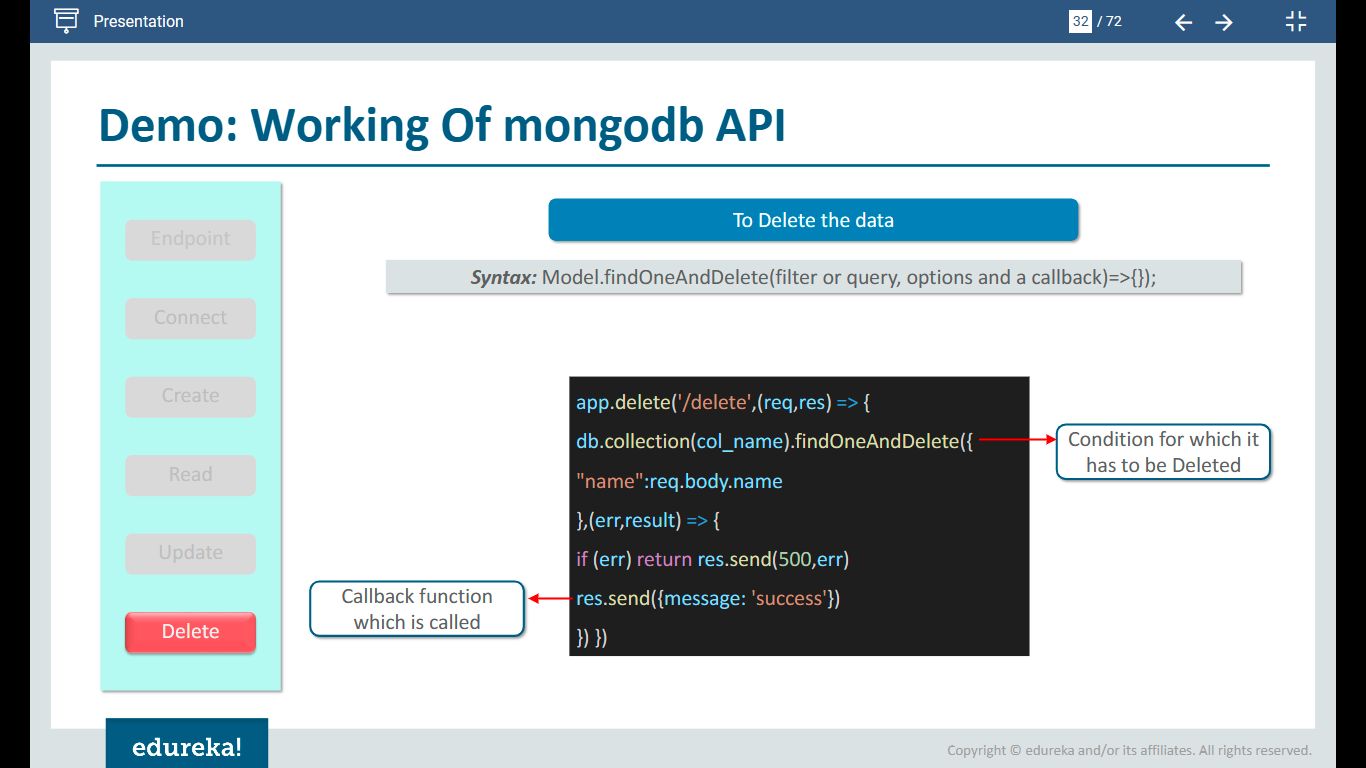 Presentation
32 / 72
Demo: Working Of mongodb API
Endpoint
Connect
Create
Read
Update
Delete
To Delete the data
Syntax: Model.findOneAndDelete(filter or query, options and a callback)=>{});
app.delete('/delete',(req,res) => {
db.collection(col_name).findOneAndDelete({
"name":req.body.name
},(err,result) => {
if (err) return res.send(500,err)
res.send({message: 'success'})
}) })
Condition for which it
has to be Deleted
Callback function
which is called
edureka!
Copyright © edureka and/or its affiliates. All rights reserved.